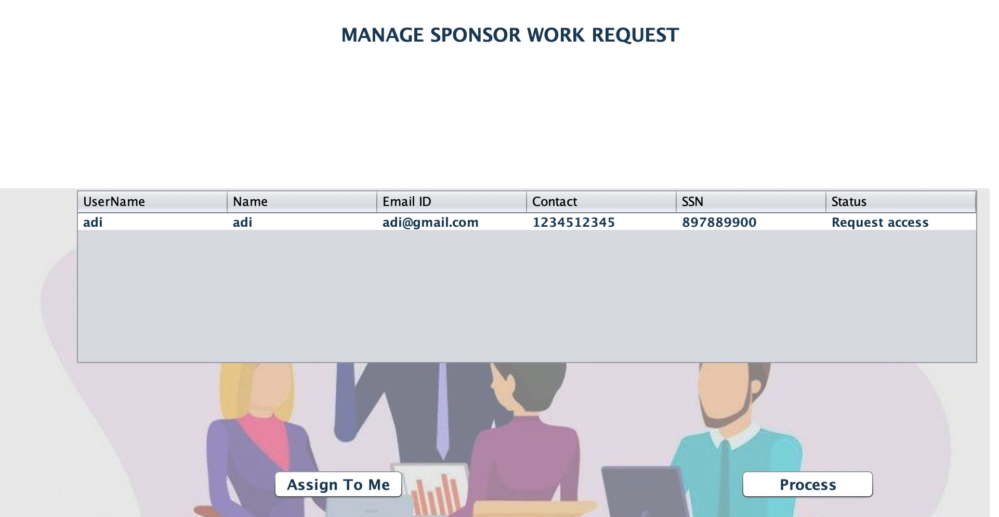 MANAGE SPONSOR WORK REQUEST
UserName Name Email ID Contact SSN Status
adi adi adi@gmail.com 1234512345 897889900 Request access
Assign To Me Process